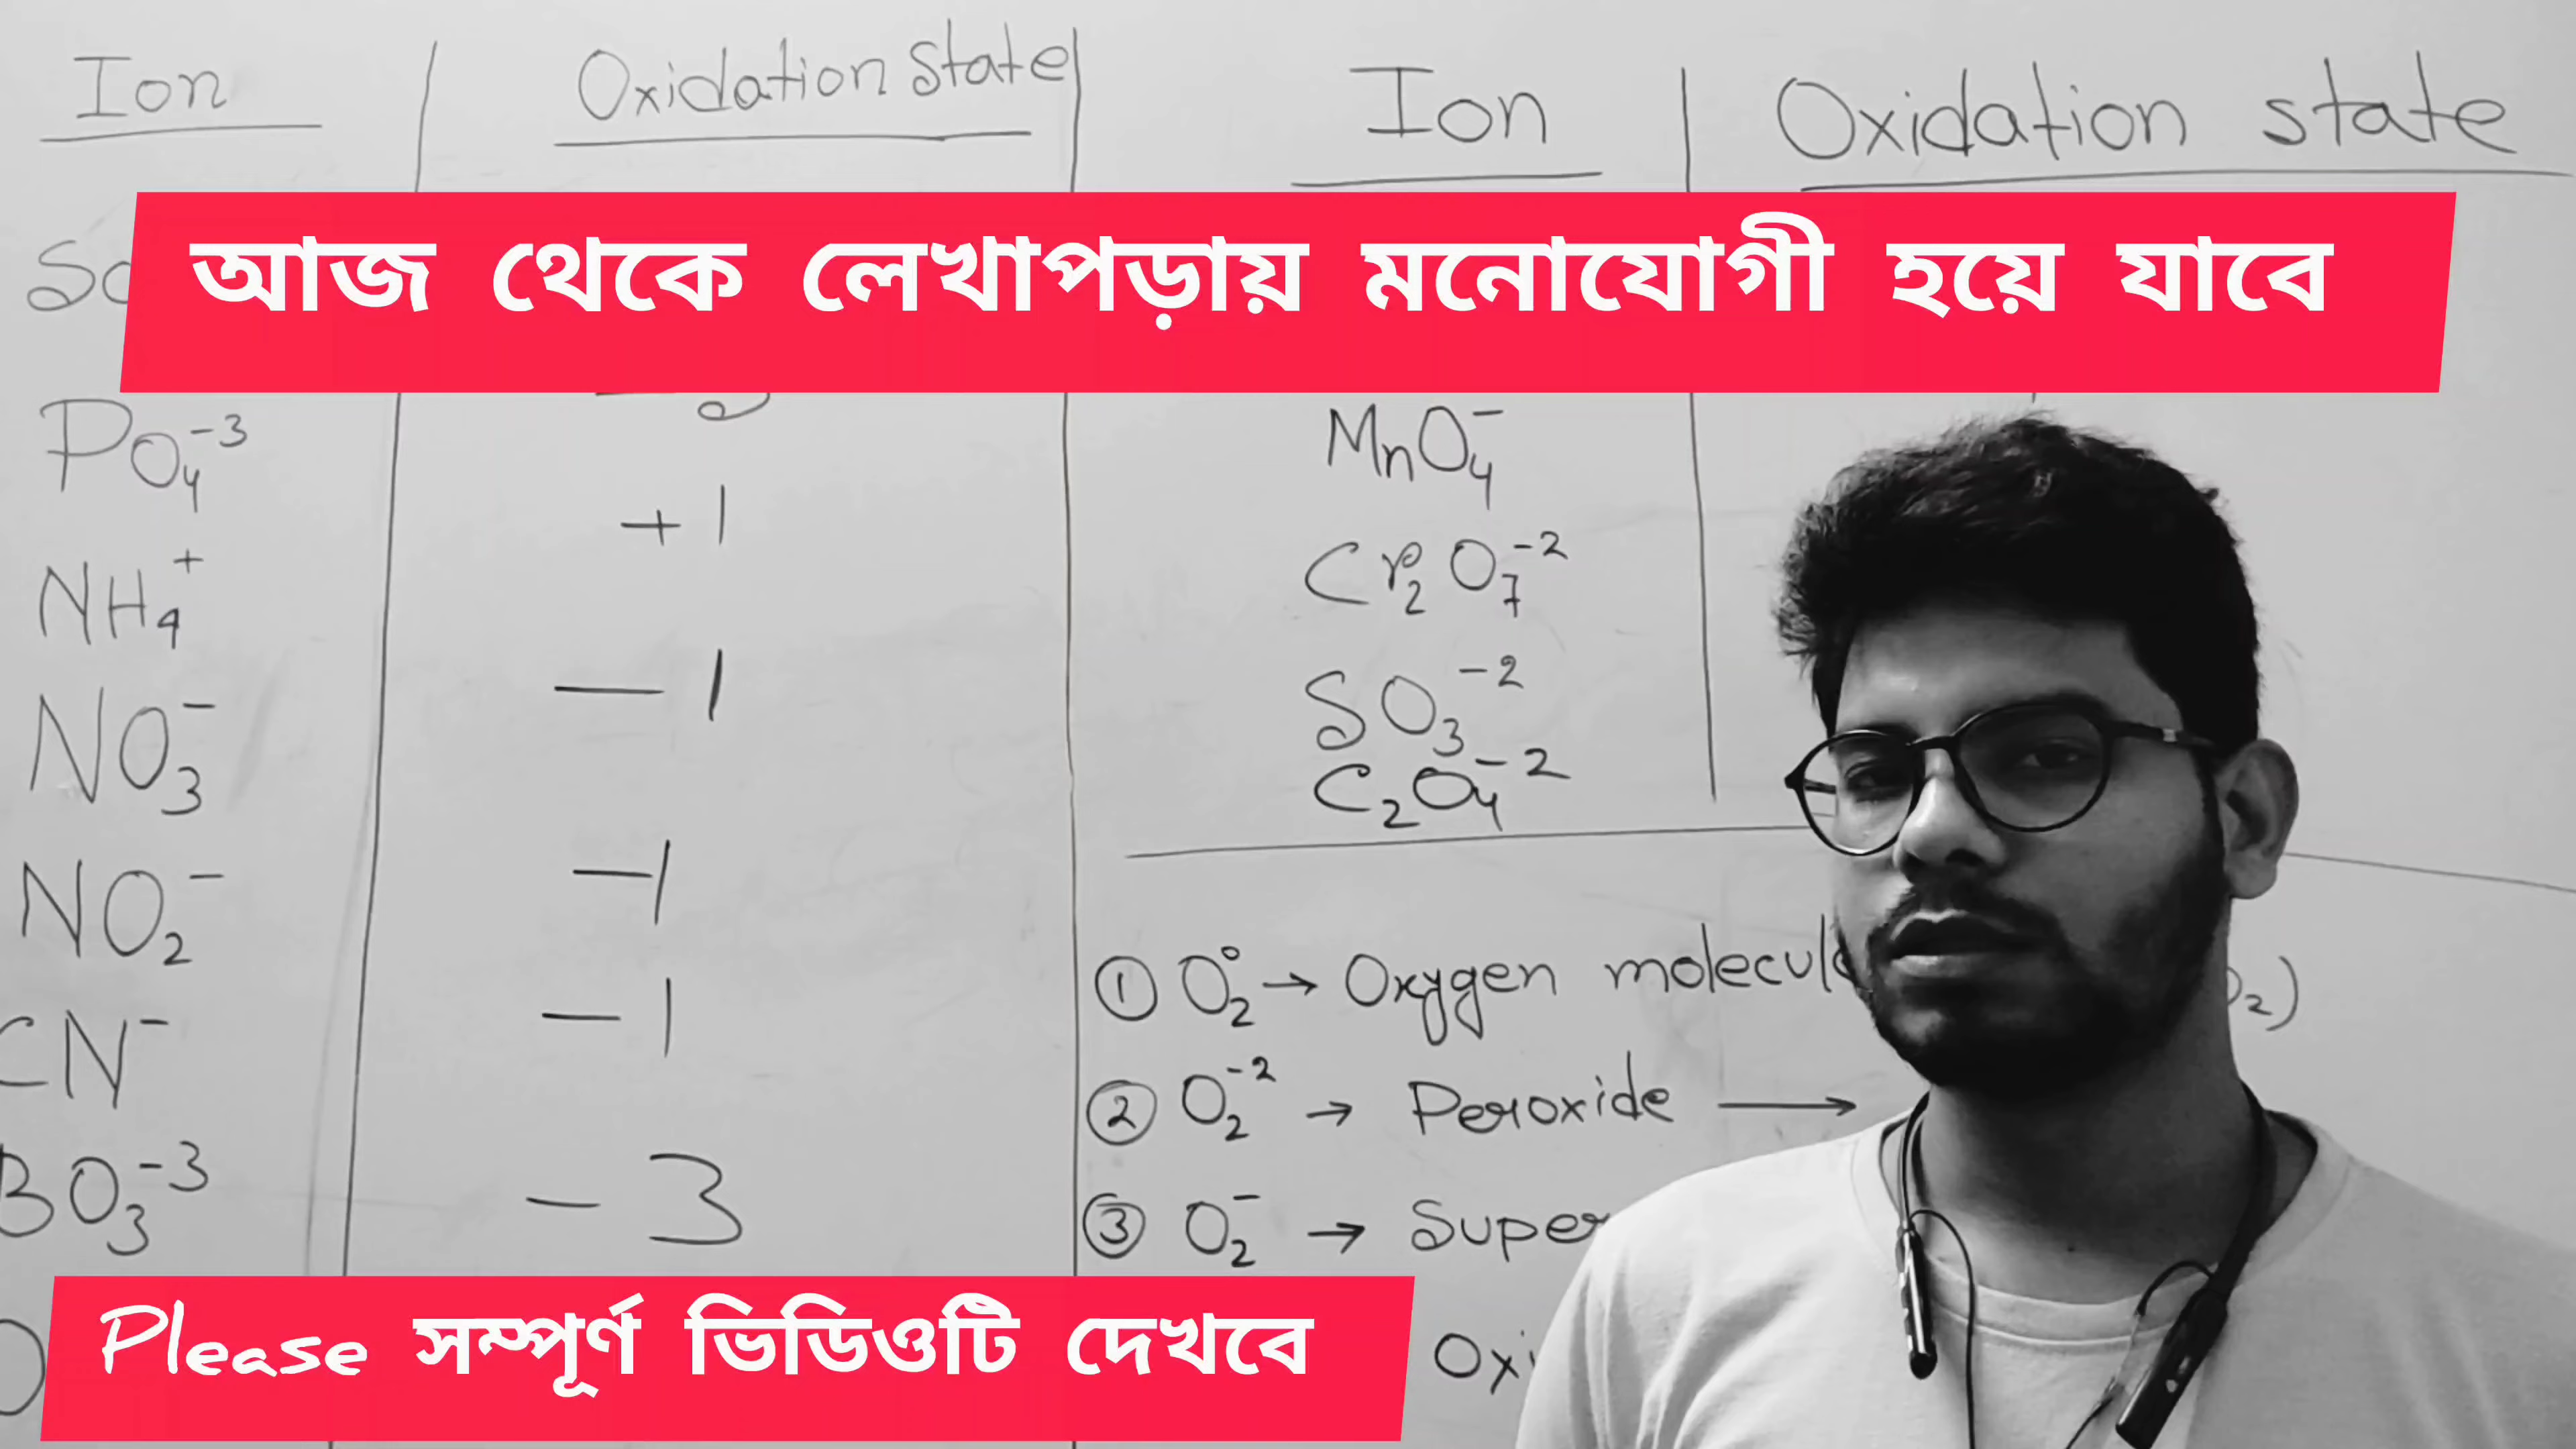 Ion Oxidation state Ion Oxidation state
আজ থেকে লেখাপড়ায় মনোযোগী হয়ে যাবে
PO₄⁻³
MnO₄⁻
+1
NH₄⁺
Cr₂O₇⁻²
NO₃⁻ -1
SO₃⁻²
C₂O₄⁻²
NO₂⁻ -1
① O₂⁰ → Oxygen molecule O₂)
CN⁻ -1
② O₂⁻² → Peroxide →
BO₃⁻³ -3
③ O₂⁻ → Super
Please সম্পূর্ণ ভিডিওটি দেখবে